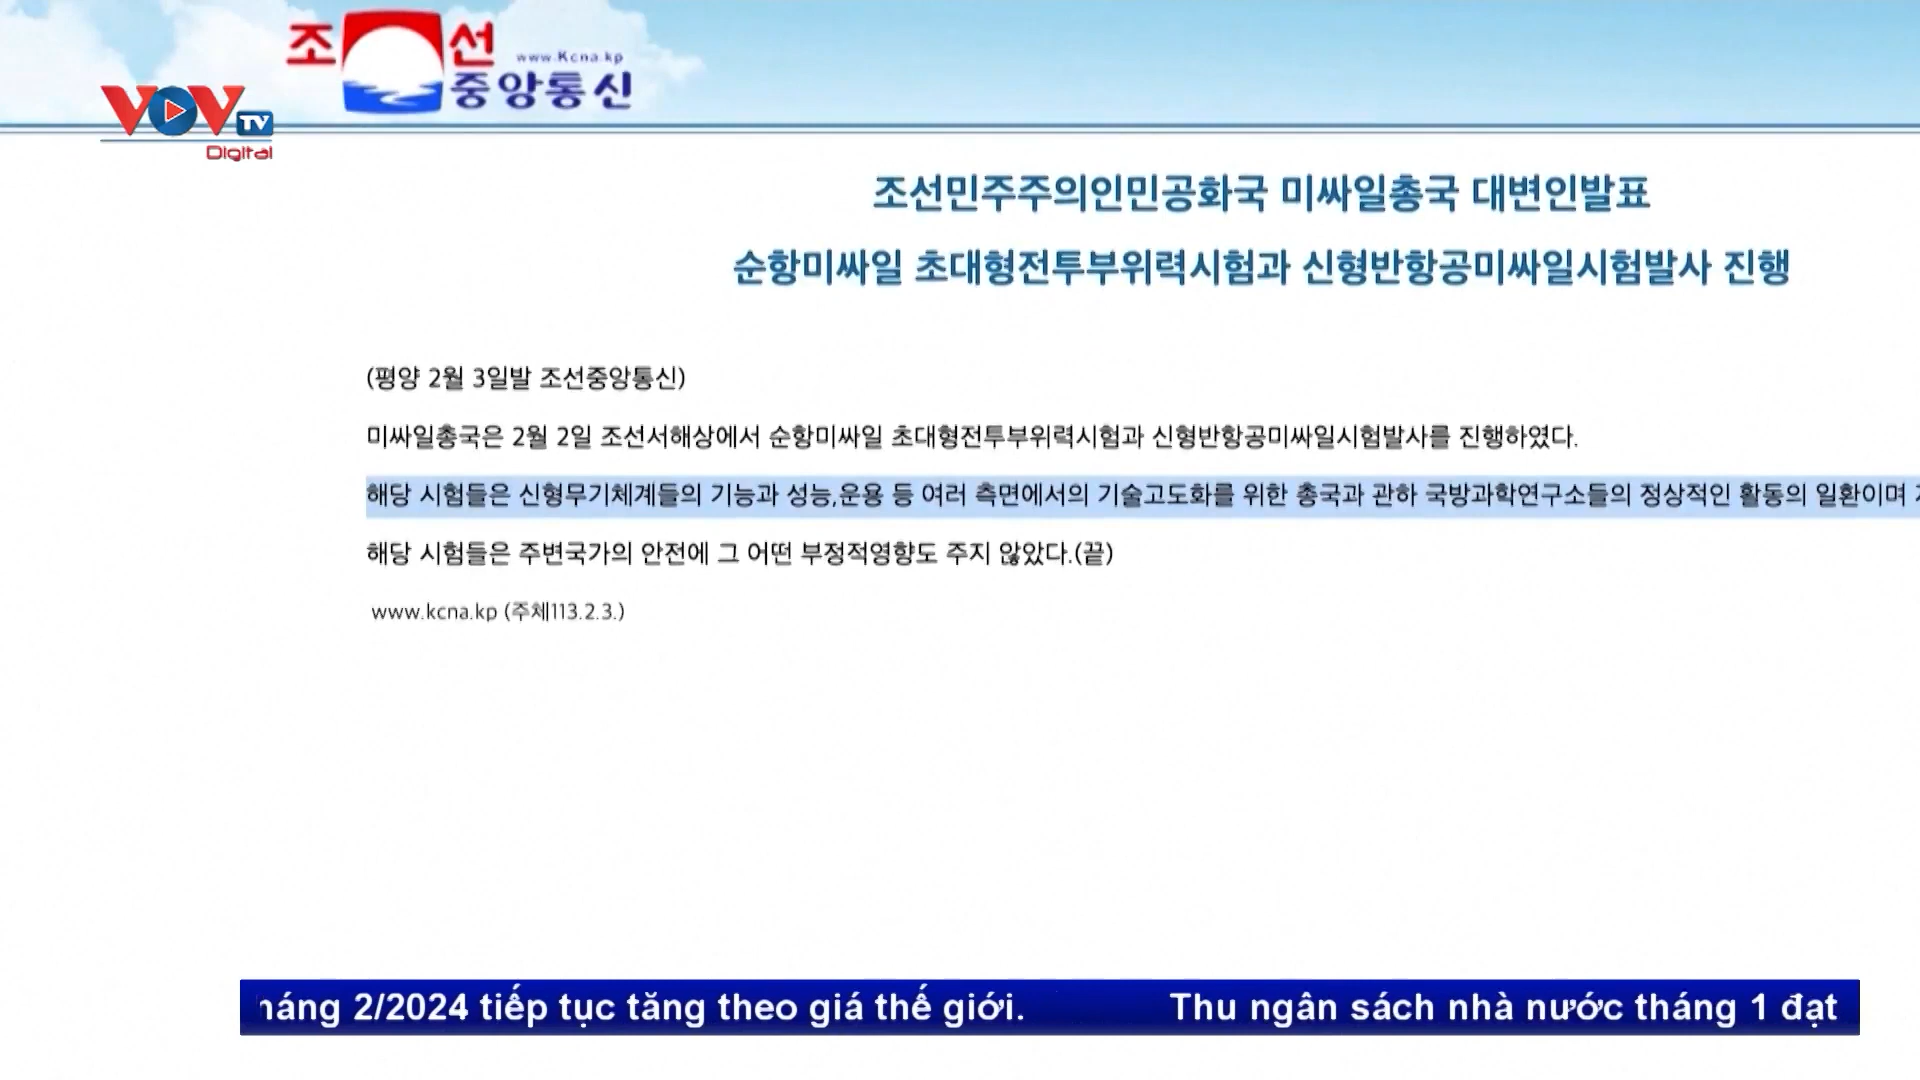 조선
www.Kcna.kp
중앙통신
VOV TV
Digital
조선민주주의인민공화국 미싸일총국 대변인발표
순항미싸일 초대형전투부위력시험과 신형반항공미싸일시험발사 진행
(평양 2월 3일발 조선중앙통신)
미싸일총국은 2월 2일 조선서해상에서 순항미싸일 초대형전투부위력시험과 신형반항공미싸일시험발사를 진행하였다.
해당 시험들은 신형무기체계들의 기능과 성능,운용 등 여러 측면에서의 기술고도화를 위한 총국과 관하 국방과학연구소들의 정상적인 활동의 일환이며
해당 시험들은 주변국가의 안전에 그 어떤 부정적영향도 주지 않았다.(끝)
www.kcna.kp (주체113.2.3.)
háng 2/2024 tiếp tục tăng theo giá thế giới. Thu ngân sách nhà nước tháng 1 đạt